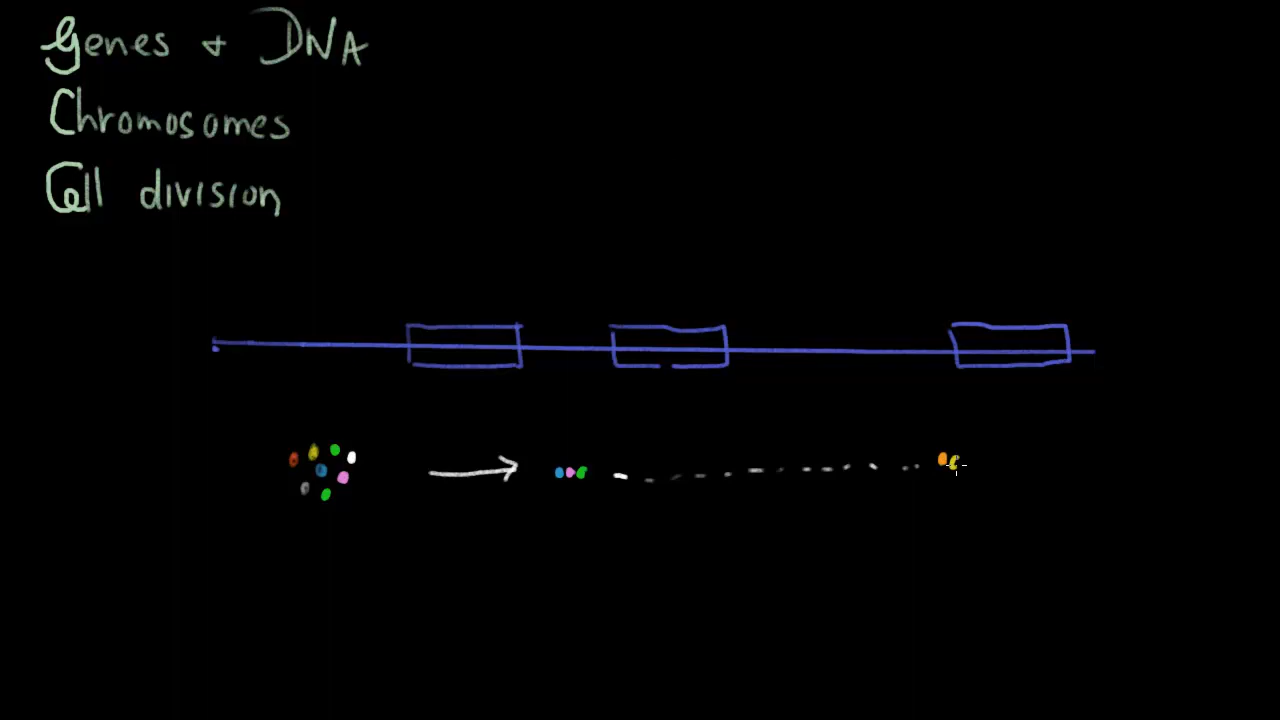 Genes + DNA
Chromosomes
Cell division